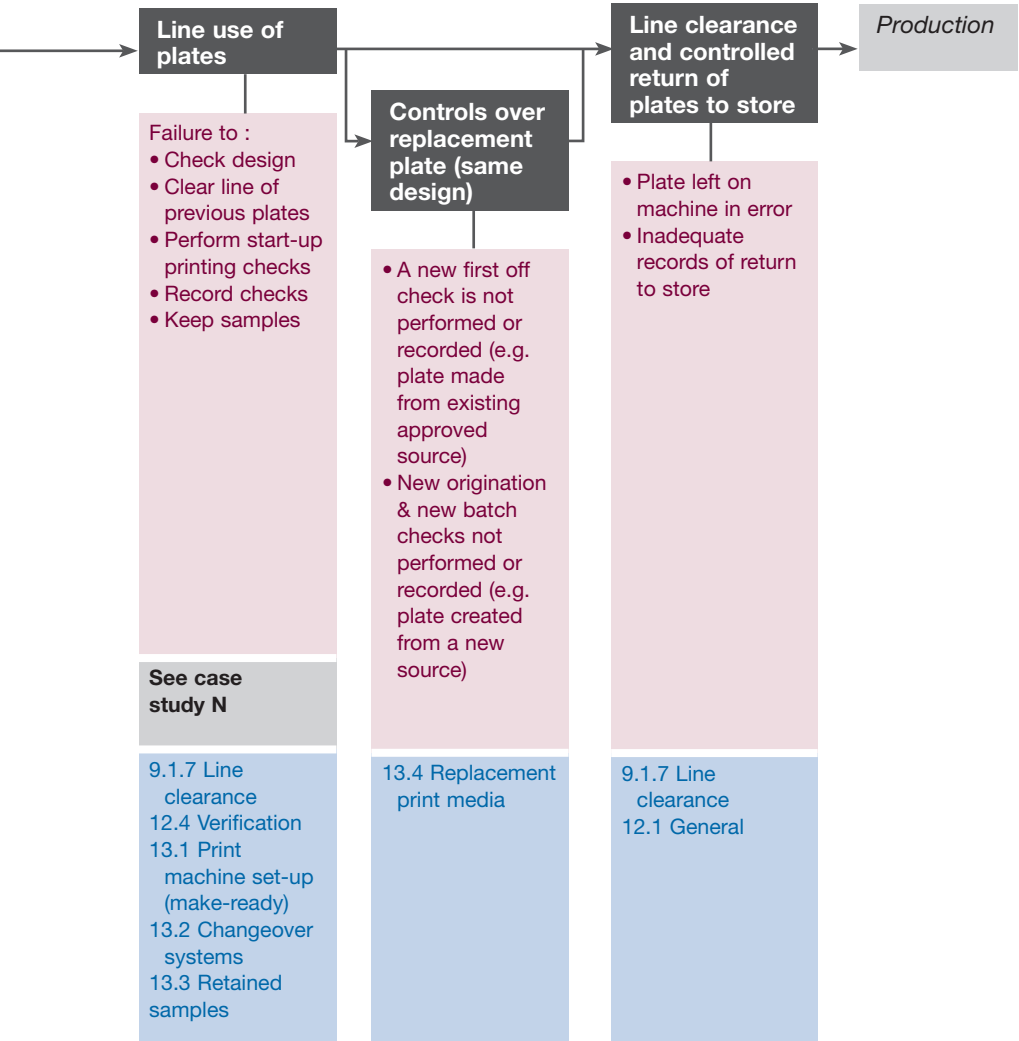 Line use of
plates
Controls over
replacement
plate (same
design)
Line clearance
and controlled
return of
plates to store
Production
Failure to :
• Check design
• Clear line of
previous plates
• Perform start-up
printing checks
• Record checks
• Keep samples
• A new first off
check is not
performed or
recorded (e.g.
plate made
from existing
approved
source)
• New origination
& new batch
checks not
performed or
recorded (e.g.
plate created
from a new
source)
• Plate left on
machine in error
• Inadequate
records of return
to store
See case
study N
9.1.7 Line
clearance
12.4 Verification
13.1 Print
machine set-up
(make-ready)
13.2 Changeover
systems
13.3 Retained
samples
13.4 Replacement
print media
9.1.7 Line
clearance
12.1 General